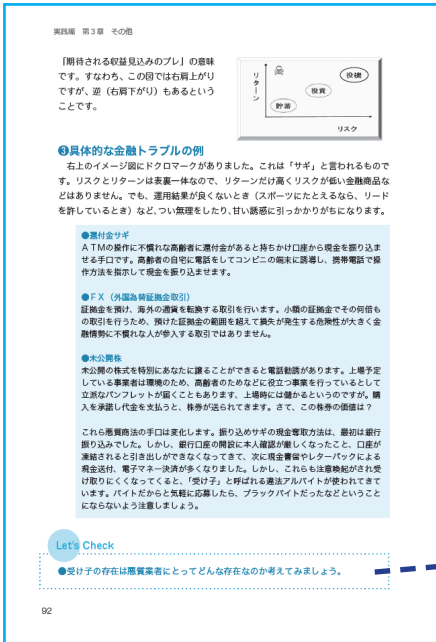 実践編　第3章　その他
「期待される収益見込みのブレ」の意味
です。すなわち、この図では右肩上がり
ですが、逆（右肩下がり）もあるという
ことです。
リターン
投機
投資
貯蓄
リスク
❸具体的な金融トラブルの例
右上のイメージ図にドクロマークがありました。これは「サギ」と言われるもので
す。リスクとリターンは表裏一体なので、リターンだけ高くリスクが低い金融商品な
どはありません。でも、運用結果が良くないとき（スポーツにたとえるなら、リード
を許しているとき）など、つい無理をしたり、甘い誘惑に引っかかりがちになります。
●還付金サギ
ＡＴＭの操作に不慣れな高齢者に還付金があると持ちかけ口座から現金を振り込ま
せる手口です。高齢者の自宅に電話をしてコンビニの端末に誘導し、携帯電話で操
作方法を指示して現金を振り込ませます。
●ＦＸ（外国為替証拠金取引）
証拠金を預け、海外の通貨を転換する取引を行います。小額の証拠金でその何倍も
の取引を行うため、預けた証拠金の範囲を超えて損失が発生する危険性が大きく金
融情勢に不慣れな人が参入する取引ではありません。
●未公開株
未公開の株式を特別にあなたに譲ることができると電話勧誘があります。上場予定
している事業者は環境のため、高齢者のためなどに役立つ事業を行っているとして
立派なパンフレットが届くこともあります、上場時には儲かるというのですが。購
入を承諾し代金を支払うと、株券が送られてきます。さて、この株券の価値は？
これら悪質商法の手口は変化します。振り込めサギの現金奪取方法は、最初は銀行
振り込みでした。しかし、銀行口座の開設に本人確認が厳しくなったこと、口座が
凍結されると引き出しができなくなってきて、次に現金書留やレターパックによる
現金送付、電子マネー決済が多くなりました。しかし、これらも注意喚起がされ受
け取りにくくなってくると、「受け子」と呼ばれる違法アルバイトが使われてきて
います。バイトだからと気軽に応募したら、ブラックバイトだったなどということ
にならないよう注意しましょう。
Let's Check
●受け子の存在は悪質業者にとってどんな存在なのか考えてみましょう。
92